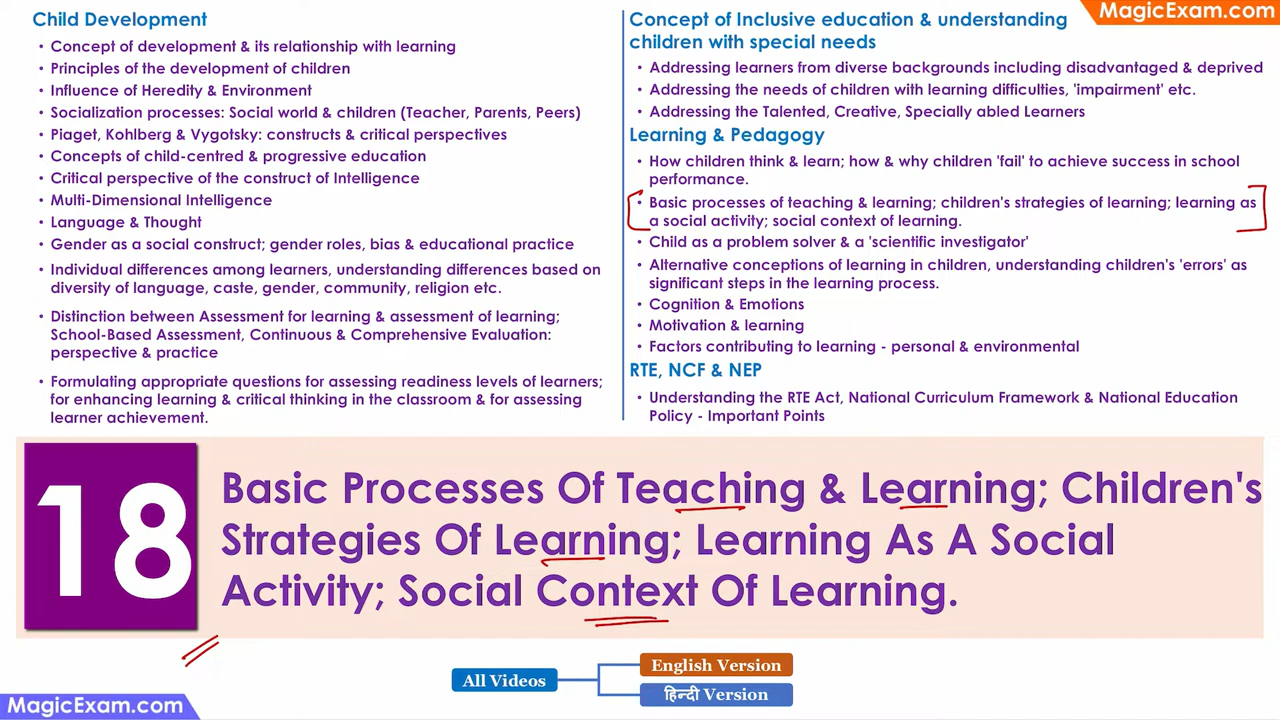 MagicExam.com
Child Development
• Concept of development & its relationship with learning
• Principles of the development of children
• Influence of Heredity & Environment
• Socialization processes: Social world & children (Teacher, Parents, Peers)
• Piaget, Kohlberg & Vygotsky: constructs & critical perspectives
• Concepts of child-centred & progressive education
• Critical perspective of the construct of Intelligence
• Multi-Dimensional Intelligence
• Language & Thought
• Gender as a social construct; gender roles, bias & educational practice
• Individual differences among learners, understanding differences based on
diversity of language, caste, gender, community, religion etc.
• Distinction between Assessment for learning & assessment of learning;
School-Based Assessment, Continuous & Comprehensive Evaluation:
perspective & practice
• Formulating appropriate questions for assessing readiness levels of learners;
for enhancing learning & critical thinking in the classroom & for assessing
learner achievement.
Concept of Inclusive education & understanding
children with special needs
• Addressing learners from diverse backgrounds including disadvantaged & deprived
• Addressing the needs of children with learning difficulties, 'impairment' etc.
• Addressing the Talented, Creative, Specially abled Learners
Learning & Pedagogy
• How children think & learn; how & why children 'fail' to achieve success in school
performance.
• Basic processes of teaching & learning; children's strategies of learning; learning as
a social activity; social context of learning.
• Child as a problem solver & a 'scientific investigator'
• Alternative conceptions of learning in children, understanding children's 'errors' as
significant steps in the learning process.
• Cognition & Emotions
• Motivation & learning
• Factors contributing to learning - personal & environmental
RTE, NCF & NEP
• Understanding the RTE Act, National Curriculum Framework & National Education
Policy - Important Points
18
Basic Processes Of Teaching & Learning; Children's
Strategies Of Learning; Learning As A Social
Activity; Social Context Of Learning.
All Videos
English Version
हिन्दी Version
MagicExam.com